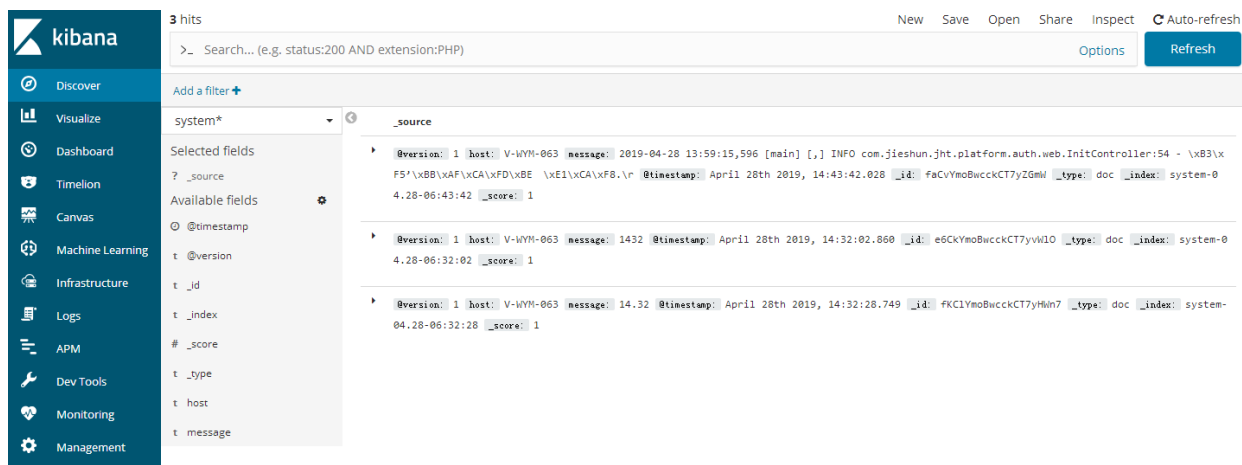 kibana
Discover
Visualize
Dashboard
Timelion
Canvas
Machine Learning
Infrastructure
Logs
APM
Dev Tools
Monitoring
Management
3 hits
New Save Open Share Inspect Auto-refresh
>_ Search... (e.g. status:200 AND extension:PHP) Options Refresh
Add a filter +
system*
Selected fields
? _source
Available fields
@timestamp
t @version
t _id
t _index
# _score
t _type
t host
t message
_source
@version: 1 host: V-WYM-063 message: 2019-04-28 13:59:15,596 [main] [,] INFO com.jieshun.jht.platform.auth.web.InitController:54 - \xB3\x
F5'\xBB\xAF\xCA\xFD\xBE \xE1\xCA\xF8.\r @timestamp: April 28th 2019, 14:43:42.028 _id: faCvYmoBwcckCT7yZGmW _type: doc _index: system-0
4.28-06:43:42 _score: 1
@version: 1 host: V-WYM-063 message: 1432 @timestamp: April 28th 2019, 14:32:02.860 _id: e6CkYmoBwcckCT7yvWlO _type: doc _index: system-0
4.28-06:32:02 _score: 1
@version: 1 host: V-WYM-063 message: 14.32 @timestamp: April 28th 2019, 14:32:28.749 _id: fKClYmoBwcckCT7yHWn7 _type: doc _index: system-
04.28-06:32:28 _score: 1